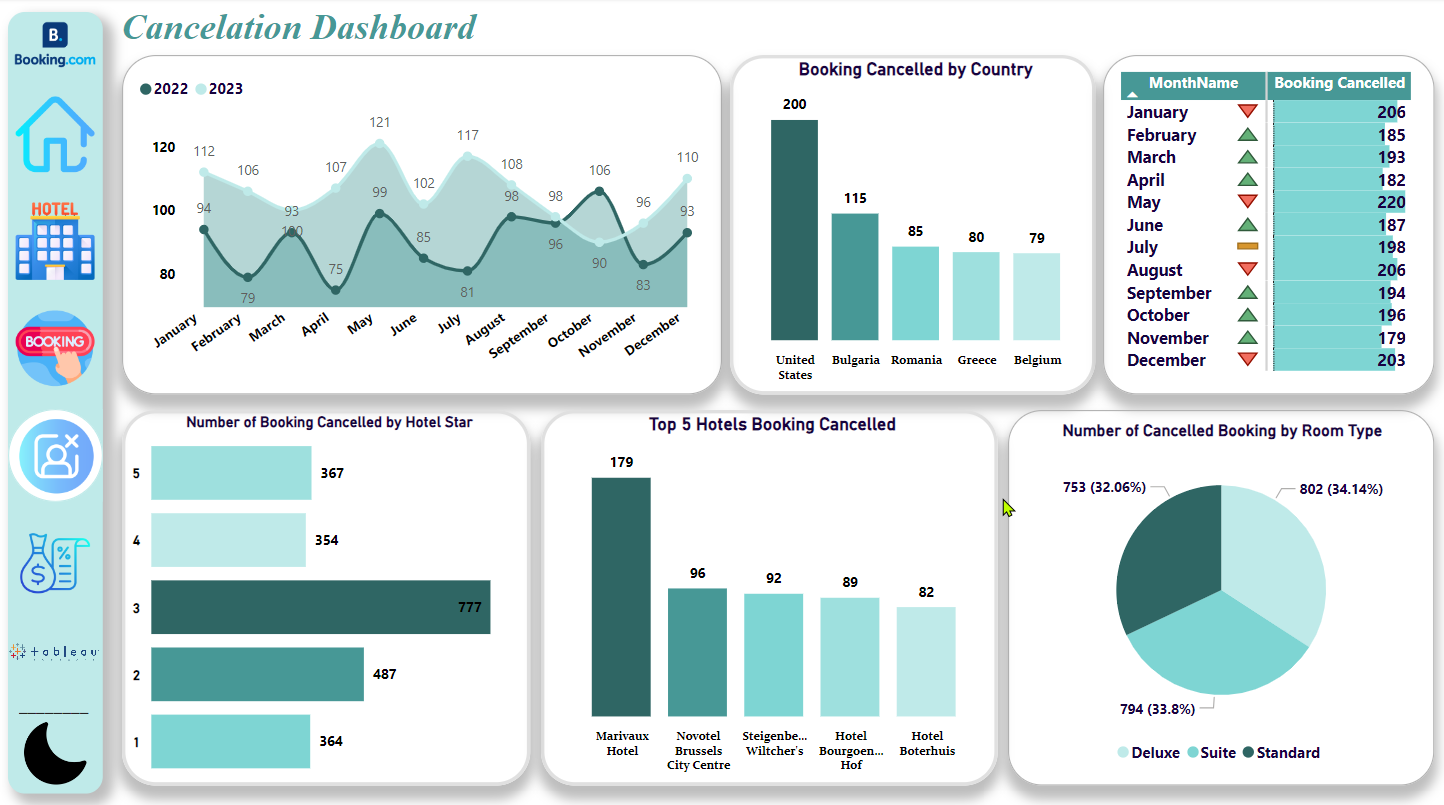 Cancelation Dashboard
B.
Booking.com
HOTEL
BOOKING
%
$
tableau
2022 2023
120
100
80
112
106
93
107
121
102
117
108
98
106
96
110
94
79
100
75
99
85
81
98
96
90
83
93
January
February
March
April
May
June
July
August
September
October
November
December
Booking Cancelled by Country
200
115
85
80
79
United
States
Bulgaria
Romania
Greece
Belgium
MonthName Booking Cancelled
January 206
February 185
March 193
April 182
May 220
June 187
July 198
August 206
September 194
October 196
November 179
December 203
Number of Booking Cancelled by Hotel Star
5 367
4 354
3 777
2 487
1 364
Top 5 Hotels Booking Cancelled
179
96
92
89
82
Marivaux
Hotel
Novotel
Brussels
City Centre
Steigenbe...
Wiltcher's
Hotel
Bourgoen...
Hof
Hotel
Boterhuis
Number of Cancelled Booking by Room Type
753 (32.06%)
802 (34.14%)
794 (33.8%)
Deluxe Suite Standard